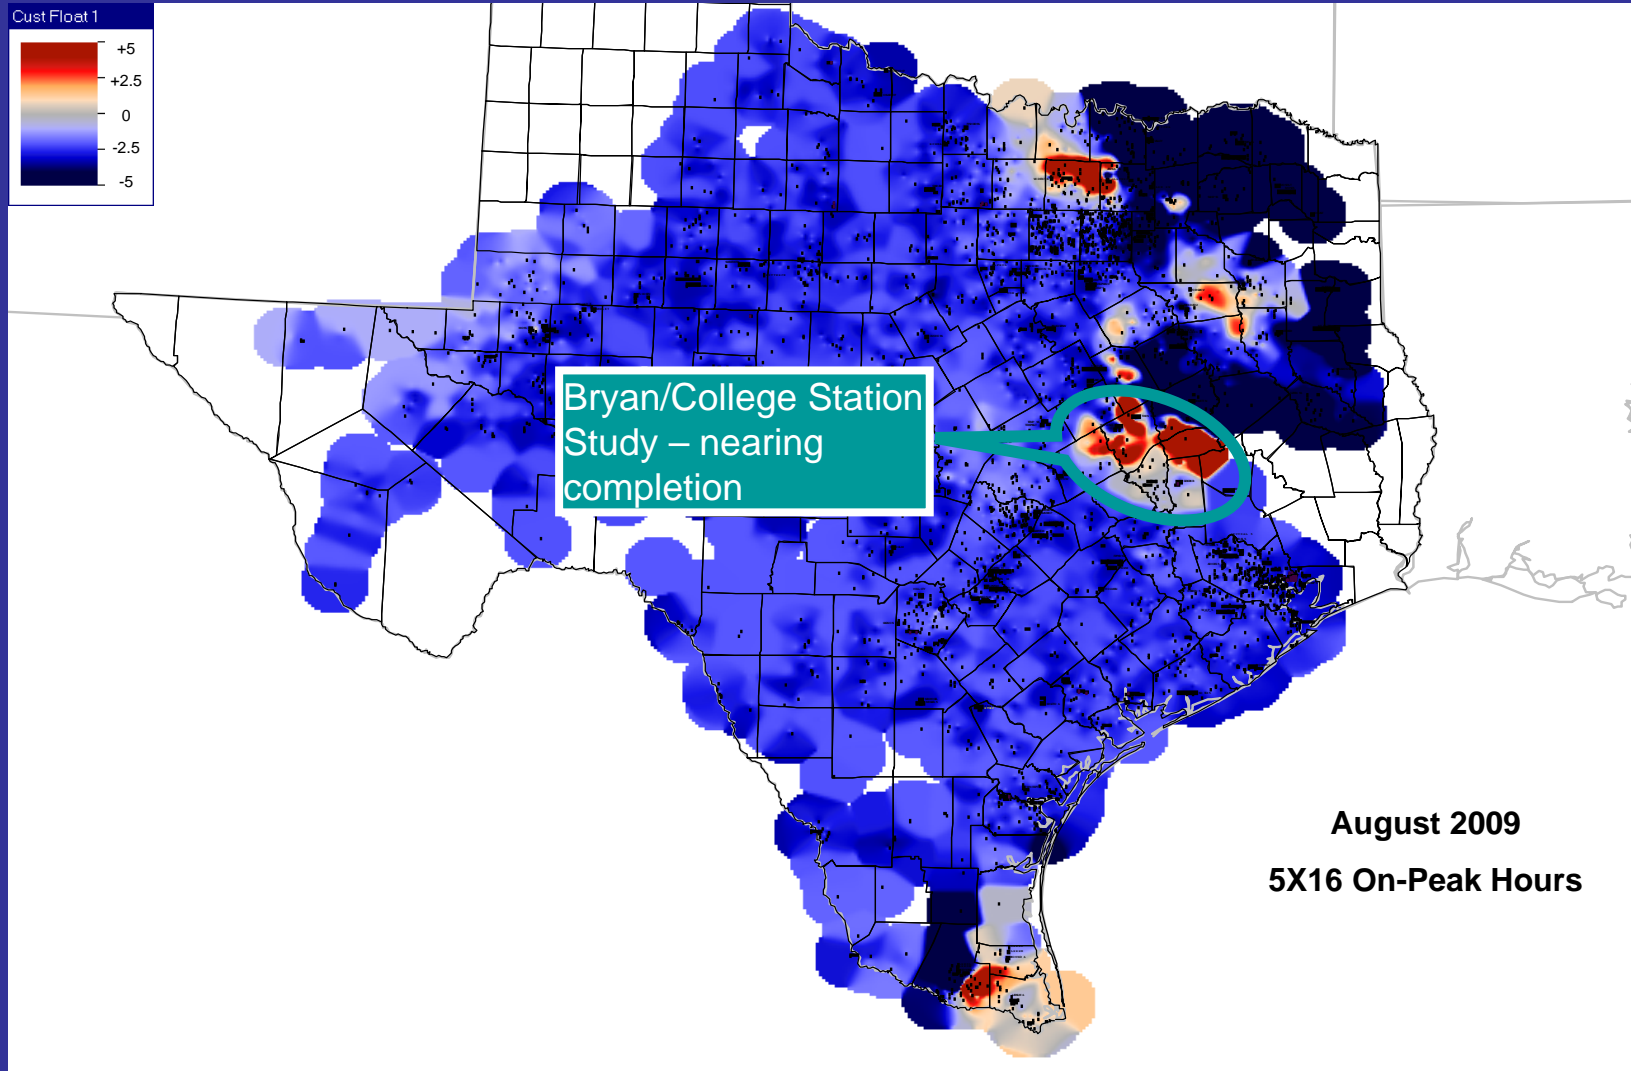 Cust Float 1
+5
+2.5
0
-2.5
-5
Bryan/College Station
Study – nearing
completion
August 2009
5X16 On-Peak Hours